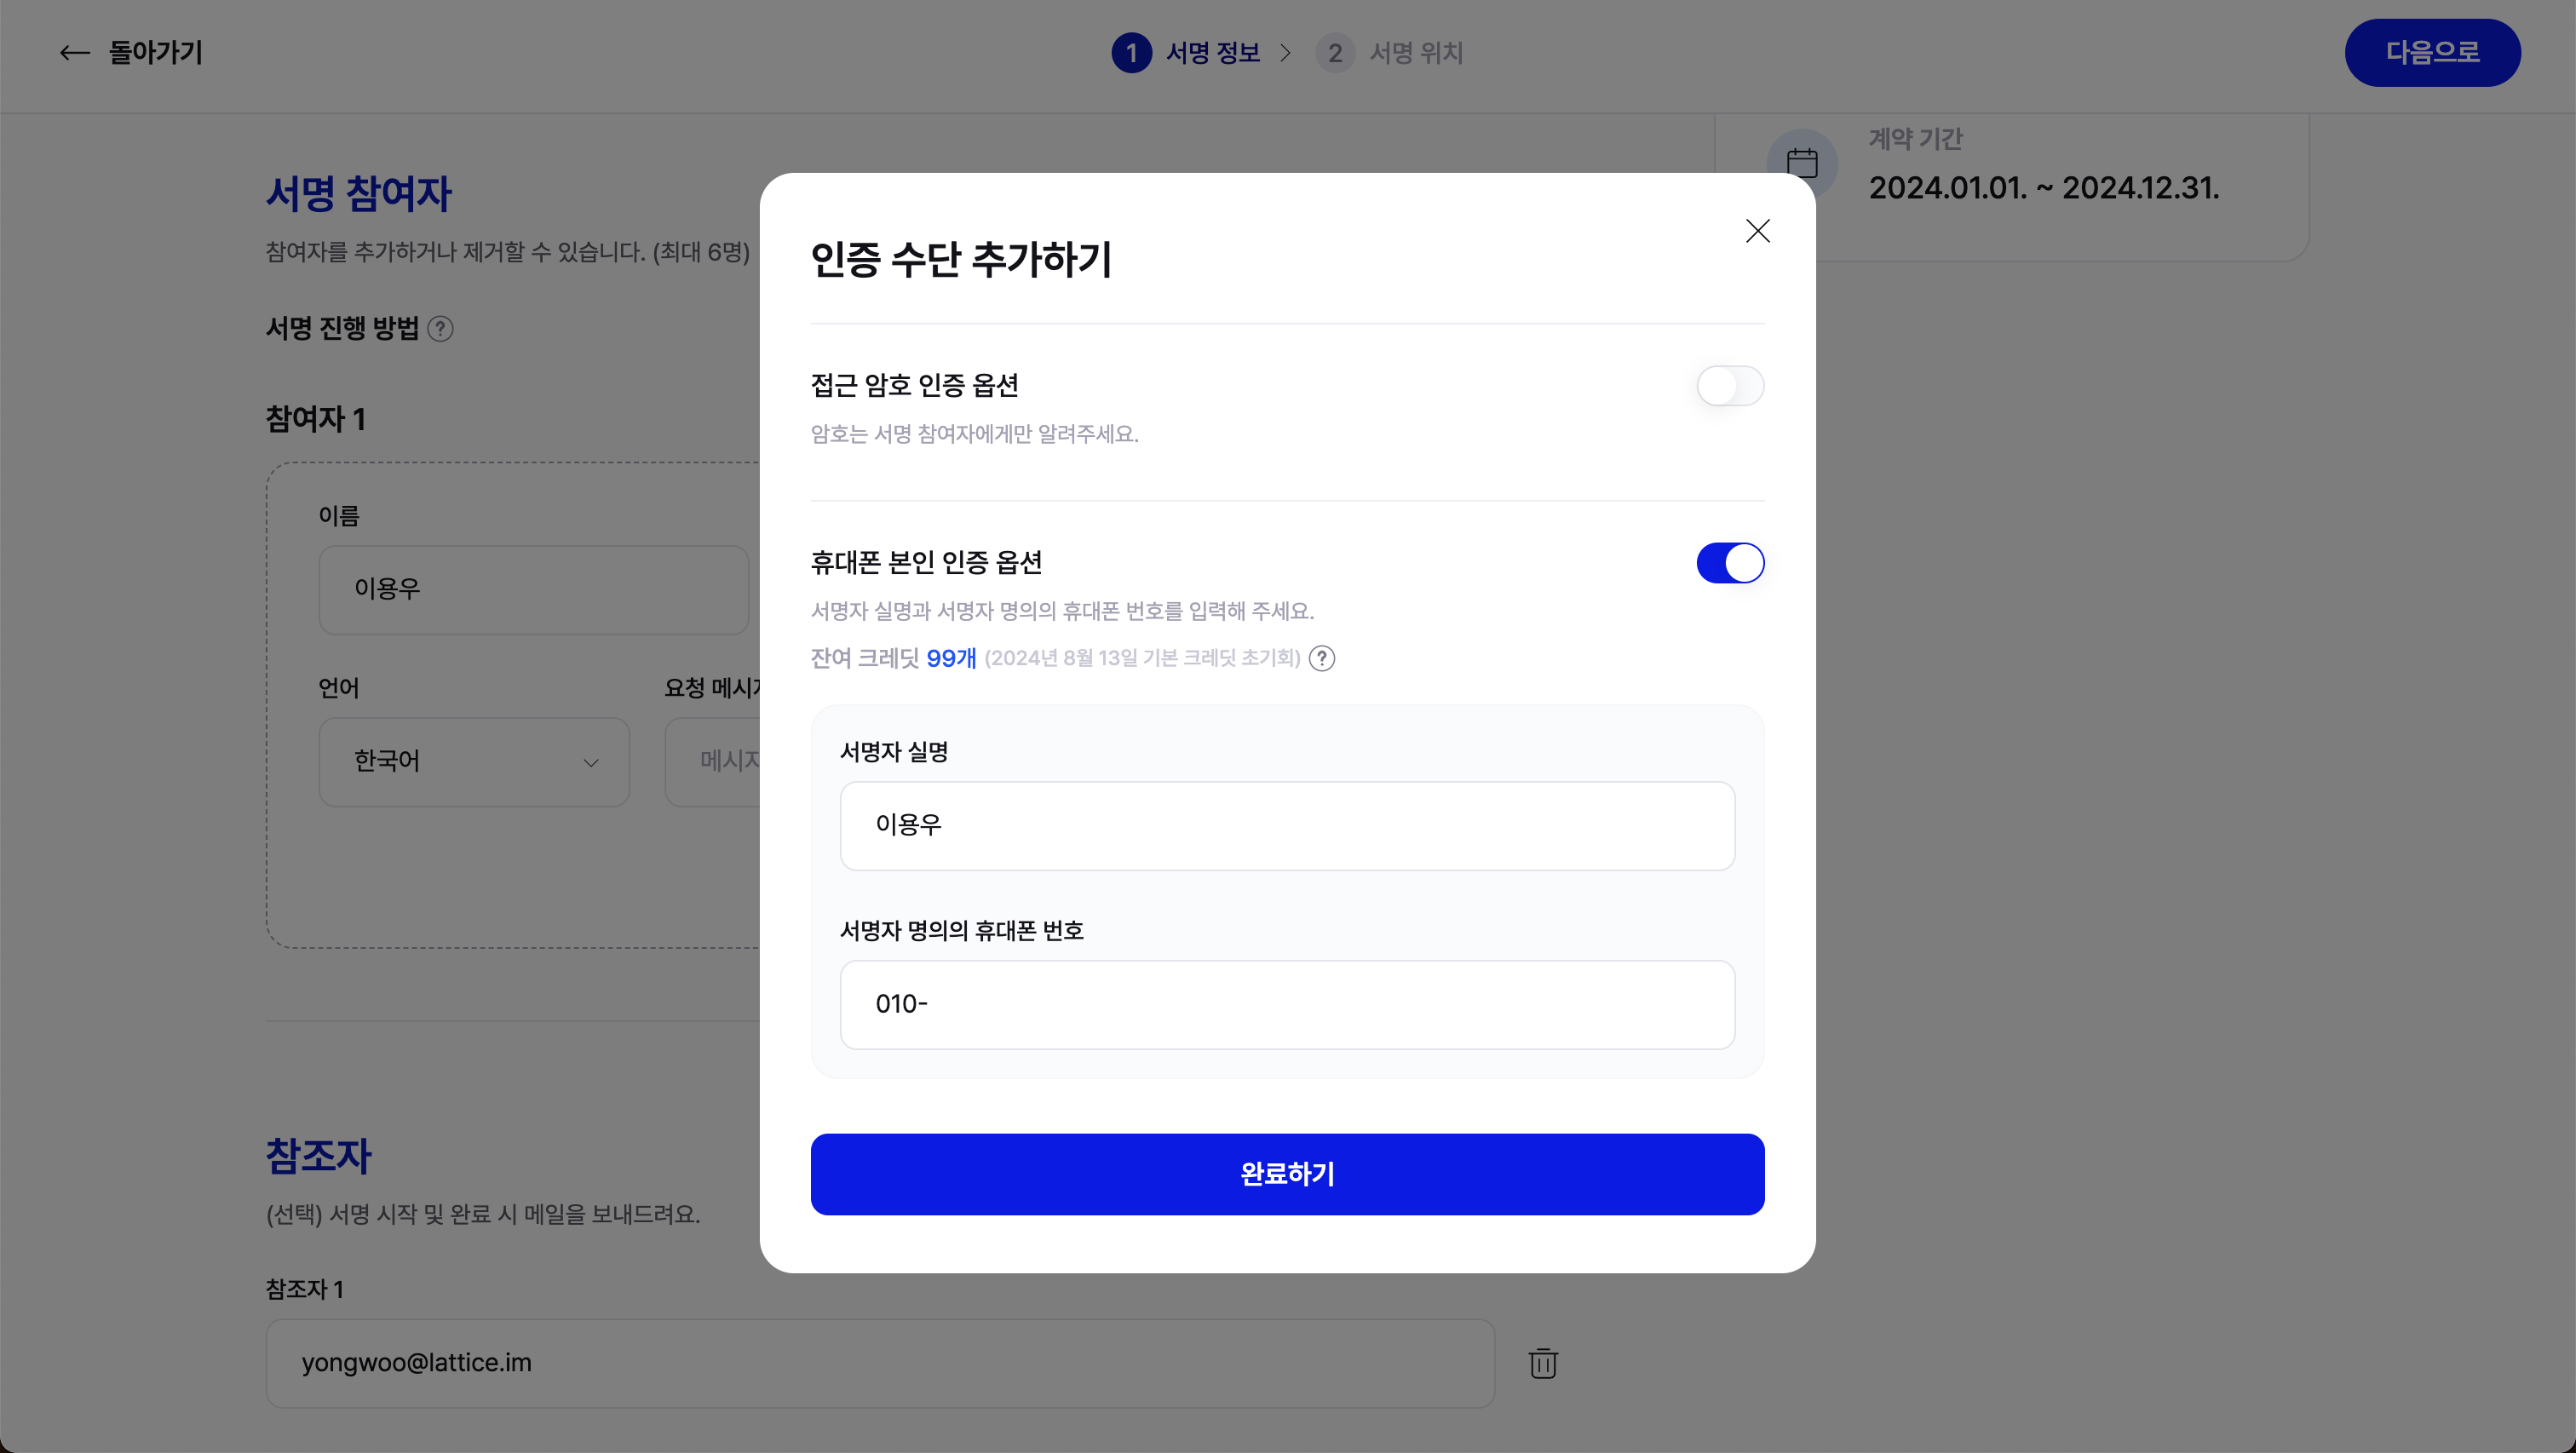 돌아가기
1 서명 정보 > 2 서명 위치
다음으로
계약 기간
2024.01.01. ~ 2024.12.31.
서명 참여자
참여자를 추가하거나 제거할 수 있습니다. (최대 6명)
서명 진행 방법 ?
참여자 1
이름
이용우
언어
요청
한국어
참조자
(선택) 서명 시작 및 완료 시 메일을 보내드려요.
참조자 1
yongwoo@lattice.im
인증 수단 추가하기
접근 암호 인증 옵션
암호는 서명 참여자에게만 알려주세요.
휴대폰 본인 인증 옵션
서명자 실명과 서명자 명의의 휴대폰 번호를 입력해 주세요.
잔여 크레딧 99개 (2024년 8월 13일 기본 크레딧 초기회) ?
서명자 실명
이용우
서명자 명의의 휴대폰 번호
010-
완료하기